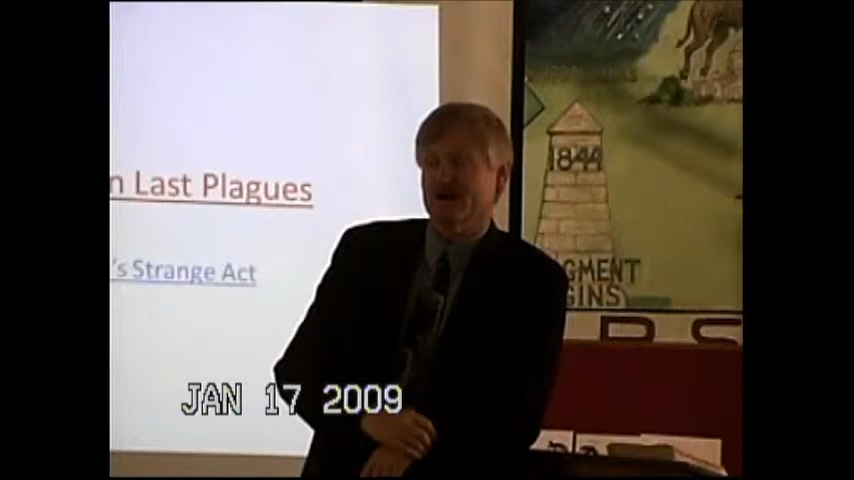 n Last Plagues
's Strange Act
1844
GMENT
GINS
JAN 17 2009